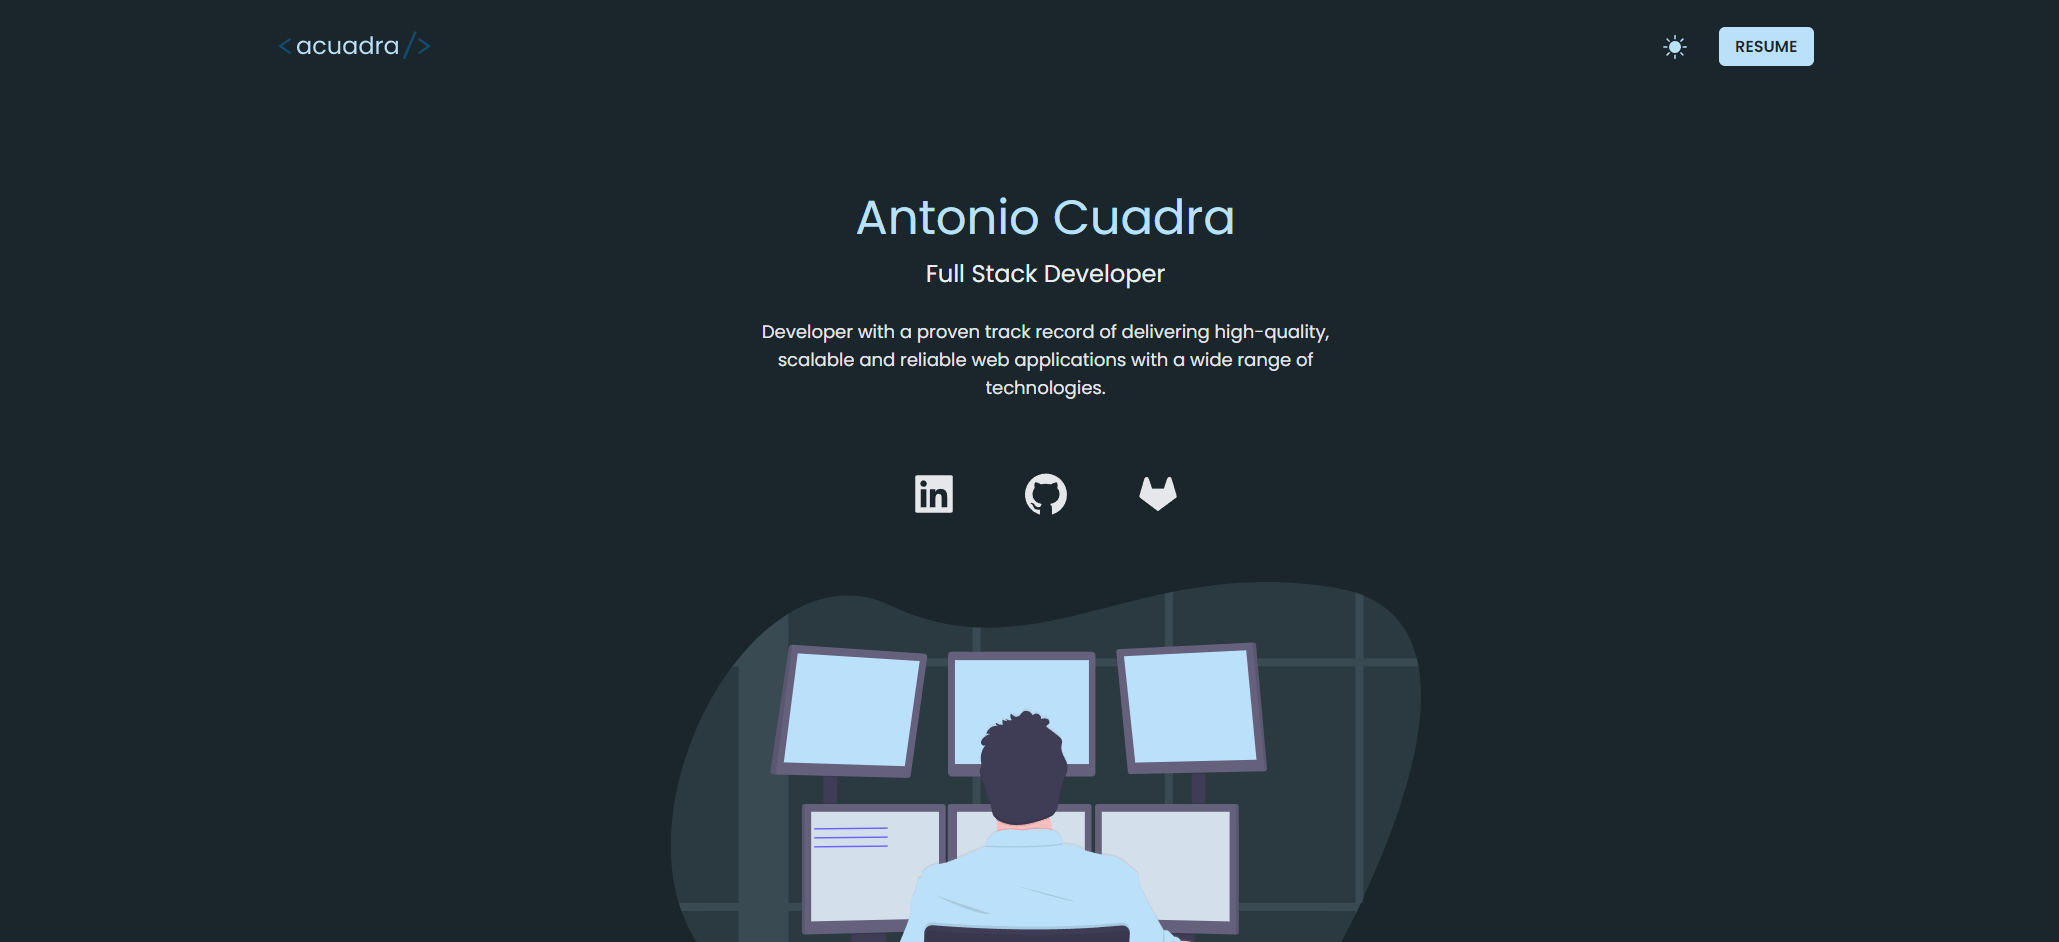 <acuadra/>
RESUME
Antonio Cuadra
Full Stack Developer
Developer with a proven track record of delivering high-quality,
scalable and reliable web applications with a wide range of
technologies.
in